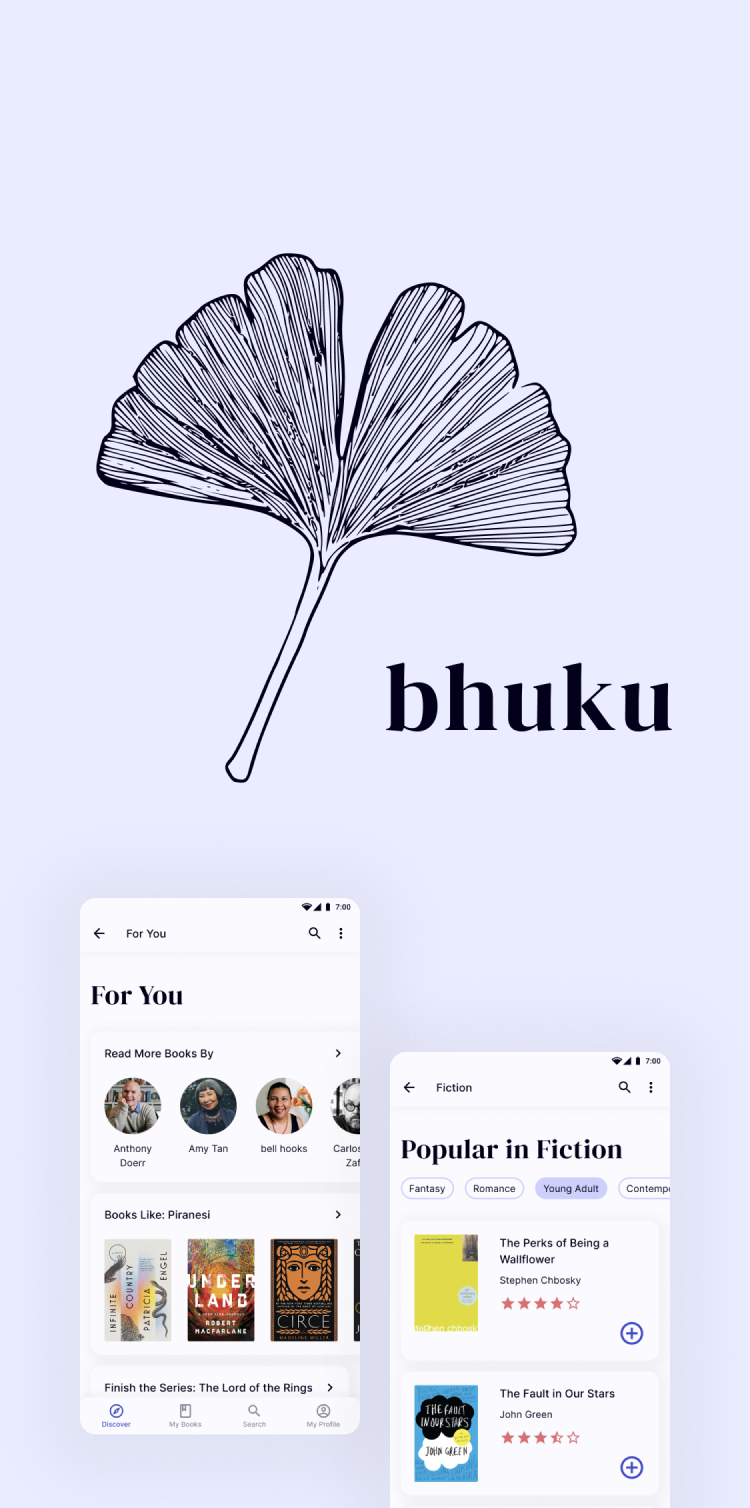 bhuku
7:00
For You
For You
Read More Books By
Anthony
Doerr
Amy Tan
bell hooks
Carlos
Zaf
Books Like: Piranesi
INFINITE
COUNTRY
PATRICIA
ENGEL
UNDER
LAND
ROBERT
MACFARLANE
CIRCE
MADELINE MILLER
Finish the Series: The Lord of the Rings
Discover
My Books
Search
My Profile
7:00
Fiction
Popular in Fiction
Fantasy
Romance
Young Adult
Contempo
The Perks of Being a
Wallflower
Stephen Chbosky
stephen chbosk
The Fault in Our Stars
John Green
THE FAULT
IN OUR STARS
JOHN GREEN